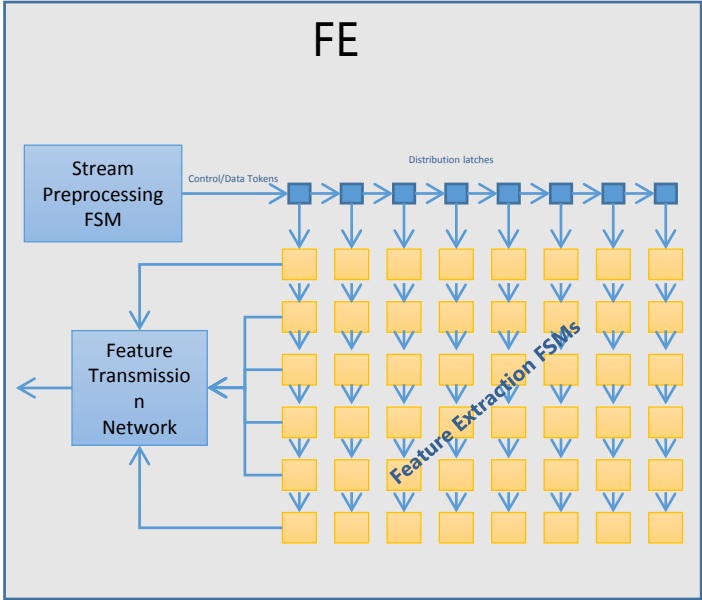 FE
Distribution latches
Stream
Preprocessing
FSM
Control/Data Tokens
Feature
Transmissio
n
Network
Feature Extraction FSMs